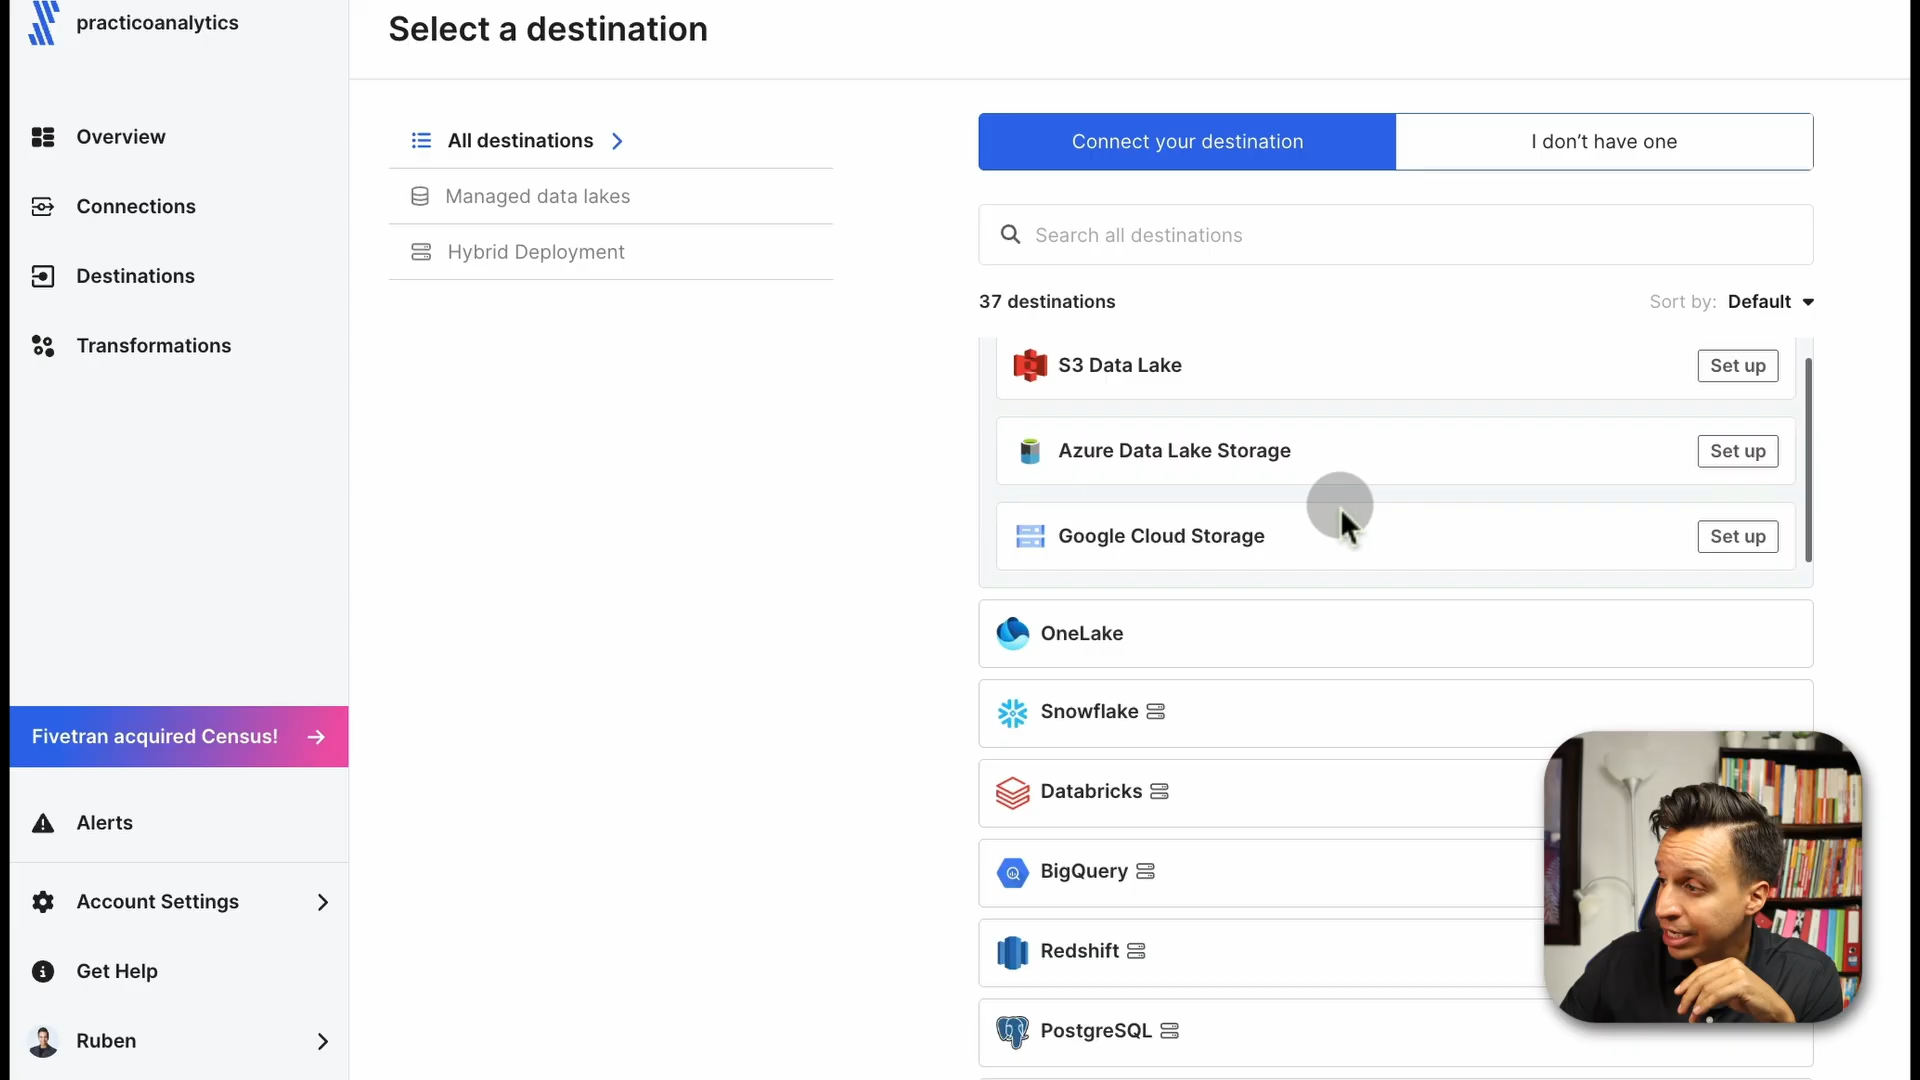 practicoanalytics
Overview
Connections
Destinations
Transformations
Fivetran acquired Census!
Alerts
Account Settings
Get Help
Ruben
Select a destination
All destinations
Managed data lakes
Hybrid Deployment
Connect your destination
I don’t have one
Search all destinations
37 destinations
Sort by: Default
S3 Data Lake
Set up
Azure Data Lake Storage
Set up
Google Cloud Storage
Set up
OneLake
Snowflake
Databricks
BigQuery
Redshift
PostgreSQL